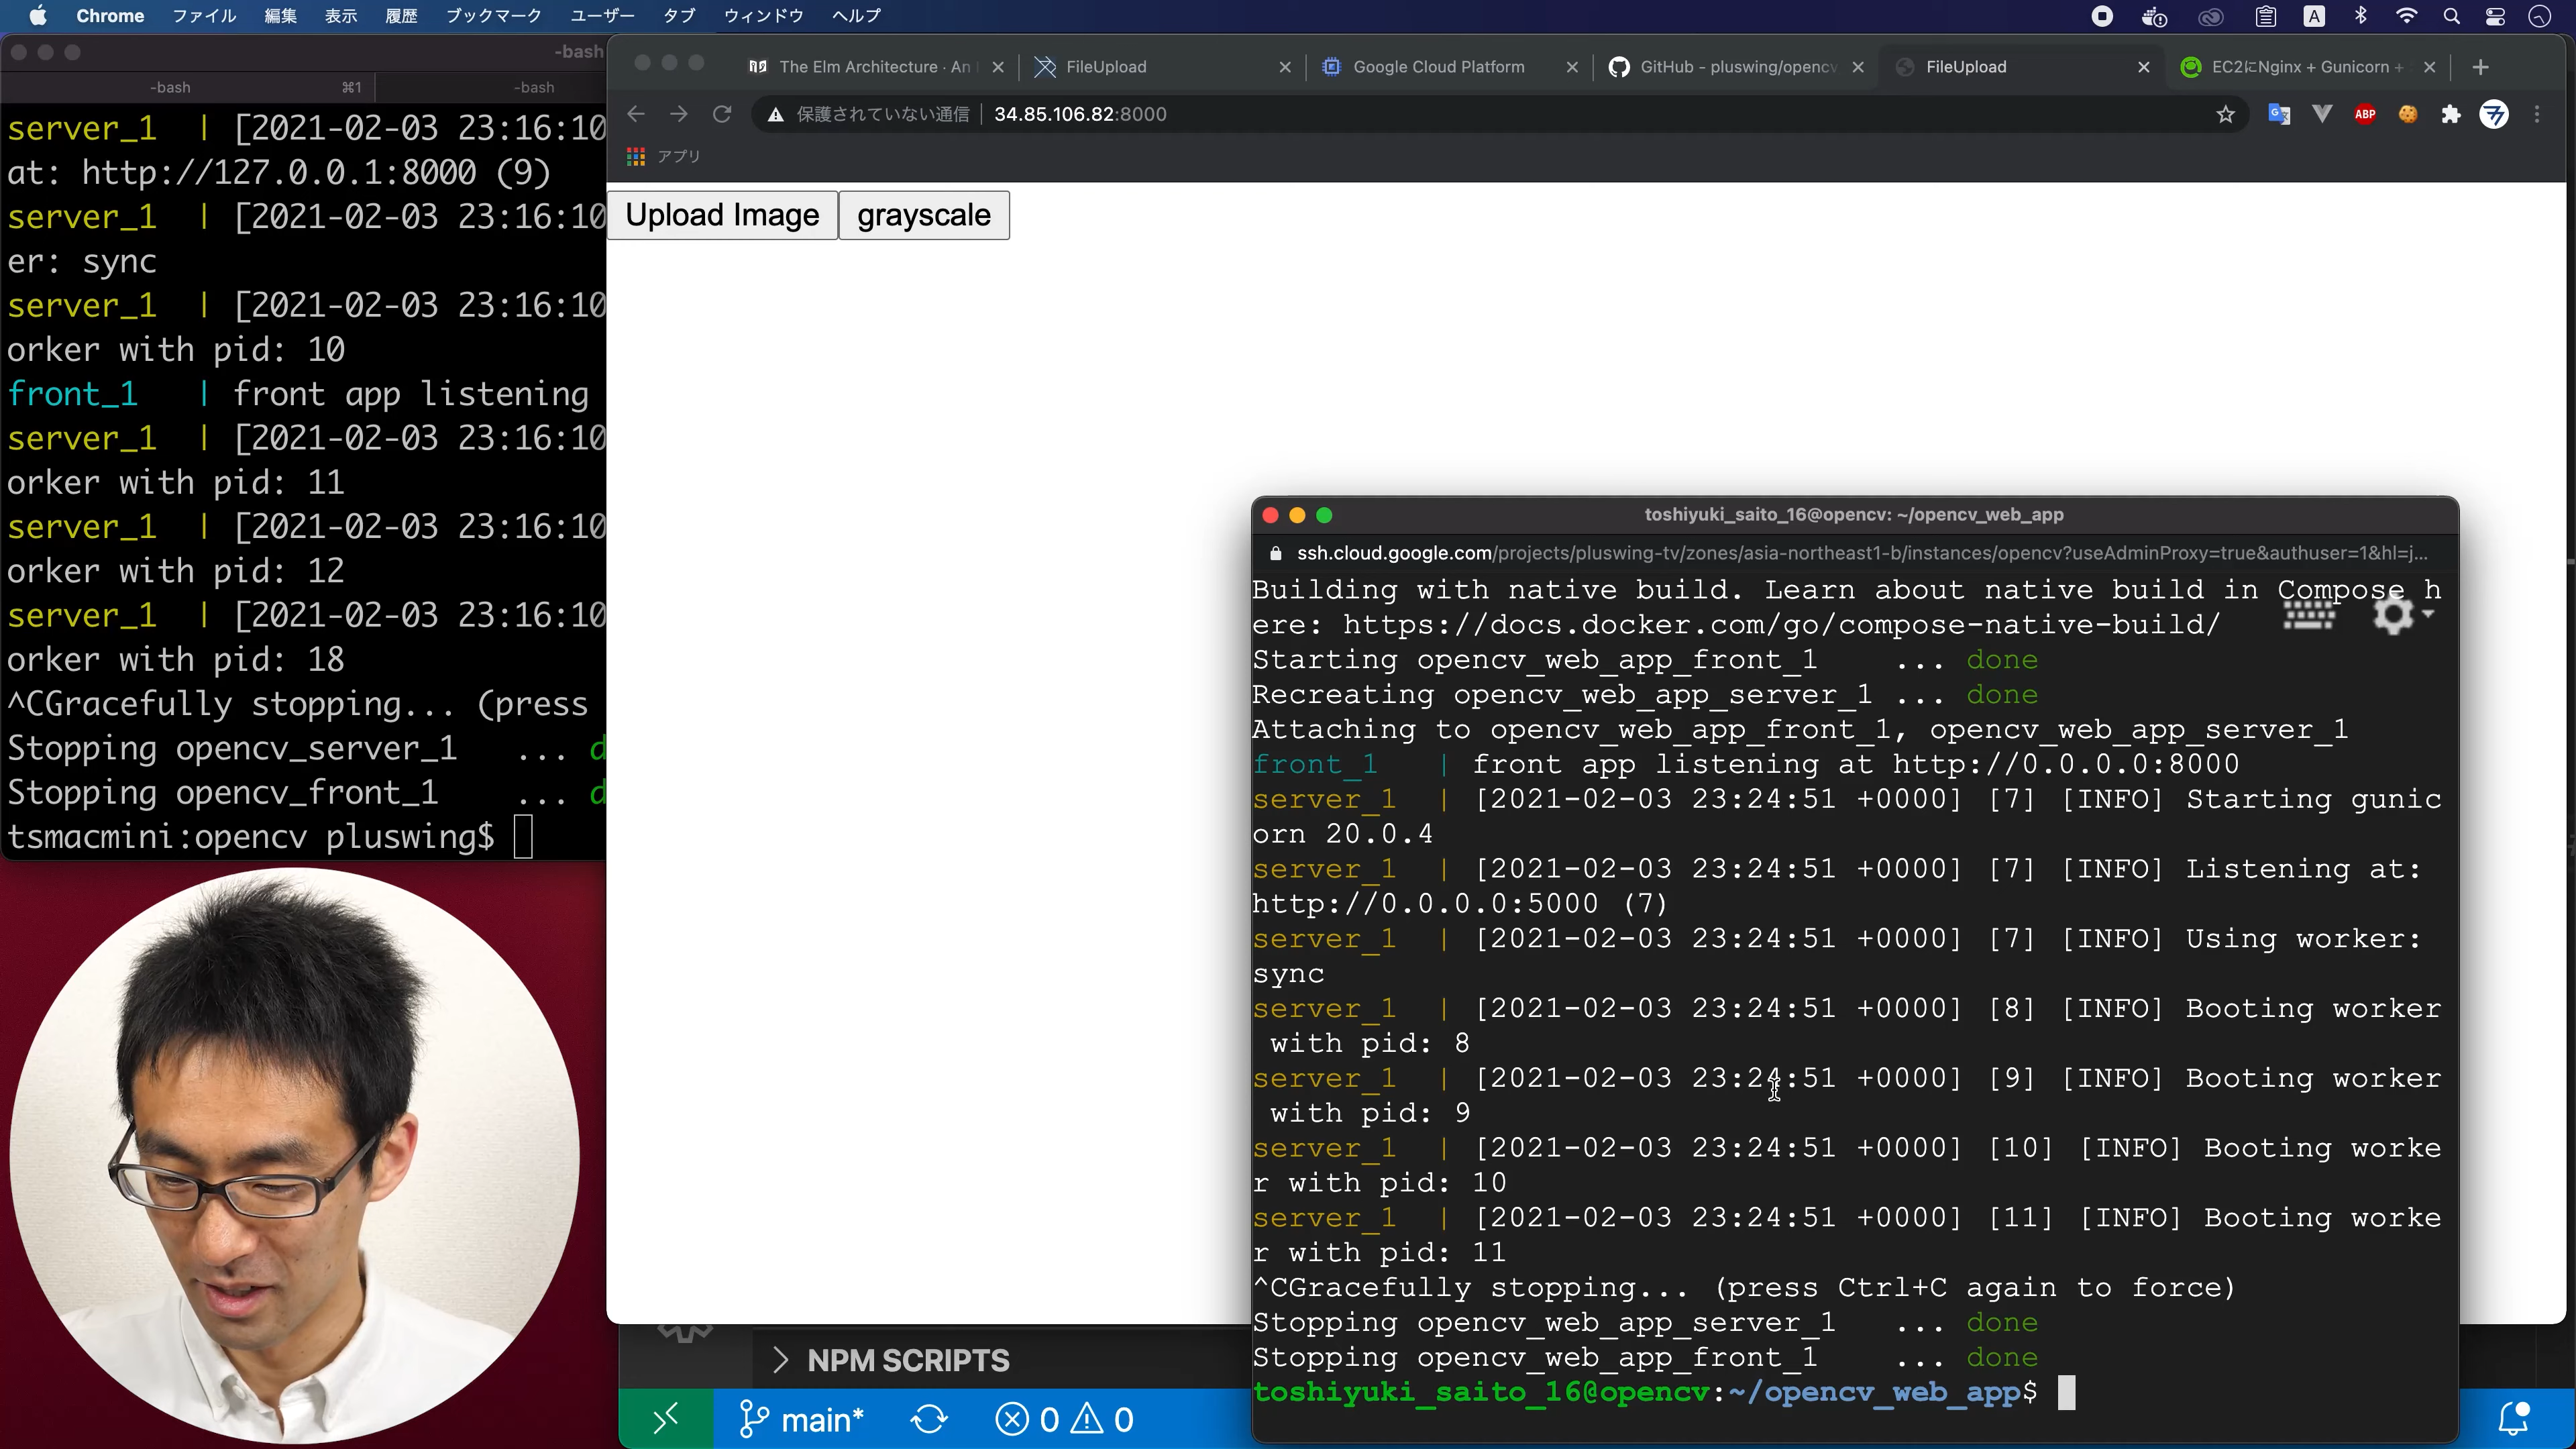 Chrome ファイル 編集 表示 履歴 ブックマーク ユーザー タブ ウィンドウ ヘルプ A
-bash
-bash ⌘1 -bash
server_1 | [2021-02-03 23:16:10
at: http://127.0.0.1:8000 (9)
server_1 | [2021-02-03 23:16:10
er: sync
server_1 | [2021-02-03 23:16:10
orker with pid: 10
front_1 | front app listening
server_1 | [2021-02-03 23:16:10
orker with pid: 11
server_1 | [2021-02-03 23:16:10
orker with pid: 12
server_1 | [2021-02-03 23:16:10
orker with pid: 18
^CGracefully stopping... (press
Stopping opencv_server_1 ... d
Stopping opencv_front_1 ... d
tsmacmini:opencv pluswing$
The Elm Architecture · An FileUpload Google Cloud Platform GitHub - pluswing/opencv FileUpload EC2にNginx + Gunicorn +
保護されていない通信 34.85.106.82:8000 ABP
アプリ
Upload Image grayscale
toshiyuki_saito_16@opencv: ~/opencv_web_app
ssh.cloud.google.com/projects/pluswing-tv/zones/asia-northeast1-b/instances/opencv?useAdminProxy=true&authuser=1&hl=j...
Building with native build. Learn about native build in Compose h
ere: https://docs.docker.com/go/compose-native-build/
Starting opencv_web_app_front_1 ... done
Recreating opencv_web_app_server_1 ... done
Attaching to opencv_web_app_front_1, opencv_web_app_server_1
front_1 | front app listening at http://0.0.0.0:8000
server_1 | [2021-02-03 23:24:51 +0000] [7] [INFO] Starting gunic
orn 20.0.4
server_1 | [2021-02-03 23:24:51 +0000] [7] [INFO] Listening at:
http://0.0.0.0:5000 (7)
server_1 | [2021-02-03 23:24:51 +0000] [7] [INFO] Using worker:
sync
server_1 | [2021-02-03 23:24:51 +0000] [8] [INFO] Booting worker
with pid: 8
server_1 | [2021-02-03 23:24:51 +0000] [9] [INFO] Booting worker
with pid: 9
server_1 | [2021-02-03 23:24:51 +0000] [10] [INFO] Booting worke
r with pid: 10
server_1 | [2021-02-03 23:24:51 +0000] [11] [INFO] Booting worke
r with pid: 11
^CGracefully stopping... (press Ctrl+C again to force)
Stopping opencv_web_app_server_1 ... done
Stopping opencv_web_app_front_1 ... done
toshiyuki_saito_16@opencv:~/opencv_web_app$
NPM SCRIPTS
main* 0 0